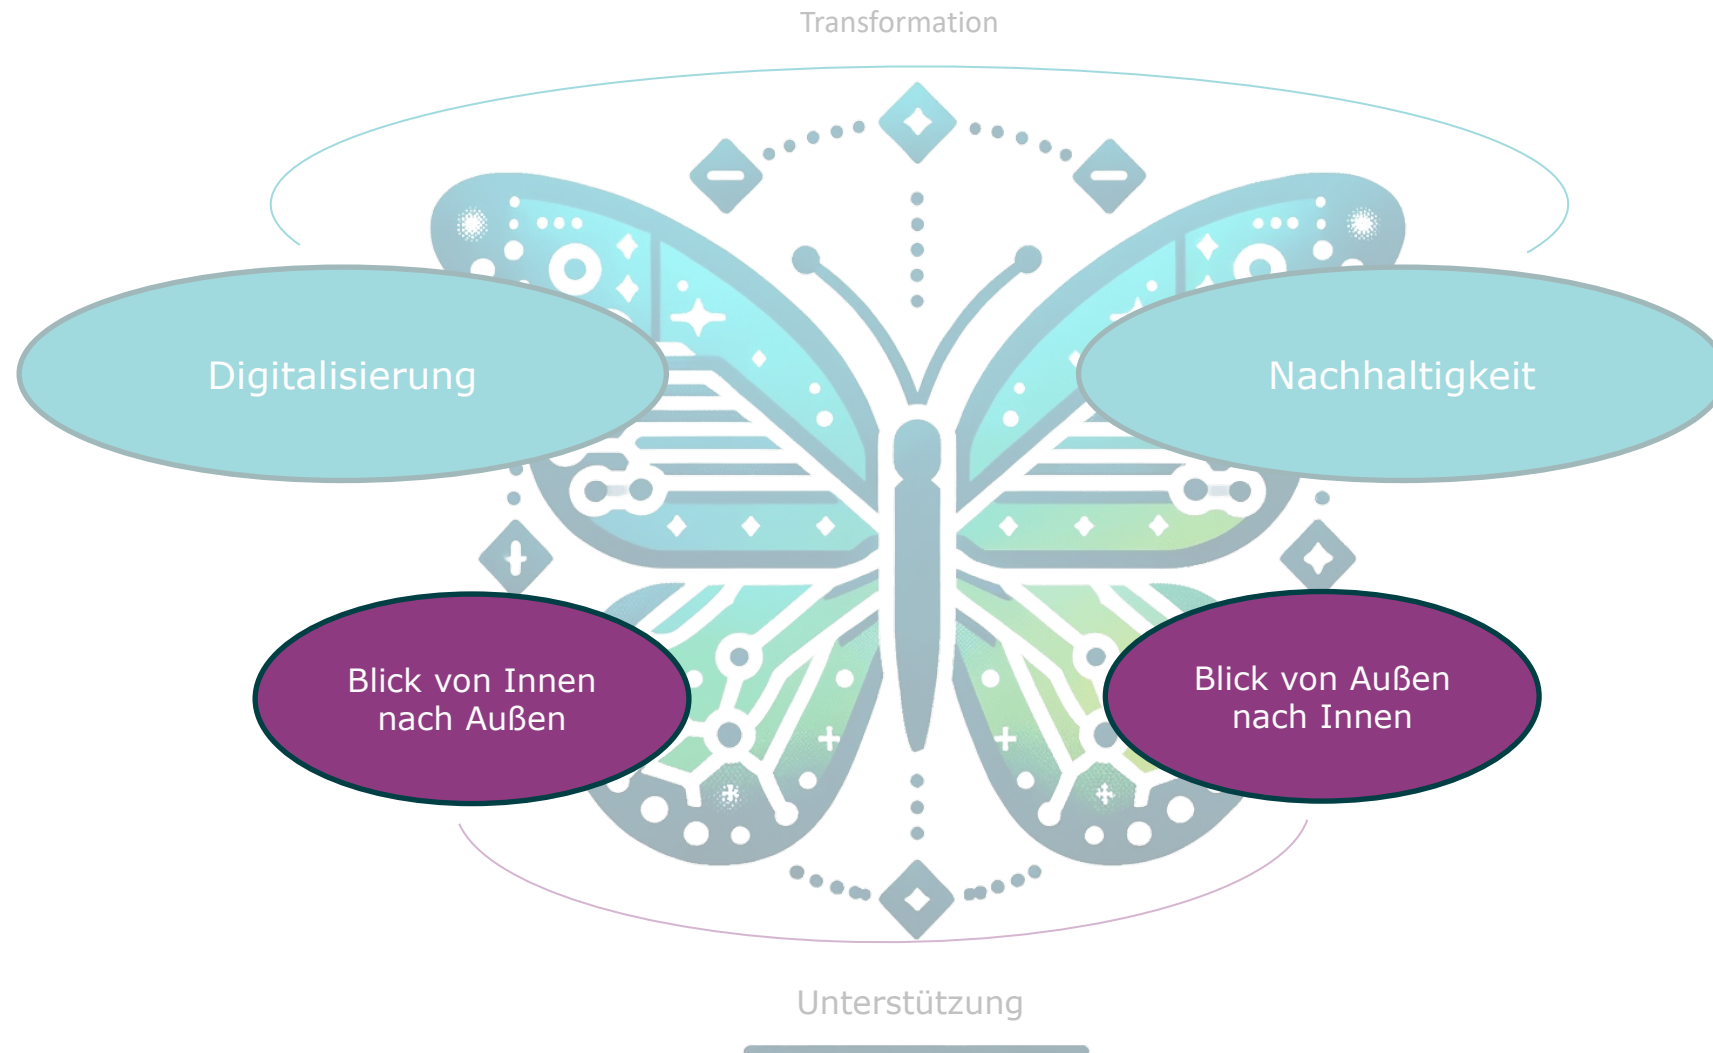 Transformation
Digitalisierung
Nachhaltigkeit
Blick von Innen
nach Außen
Blick von Außen
nach Innen
Unterstützung